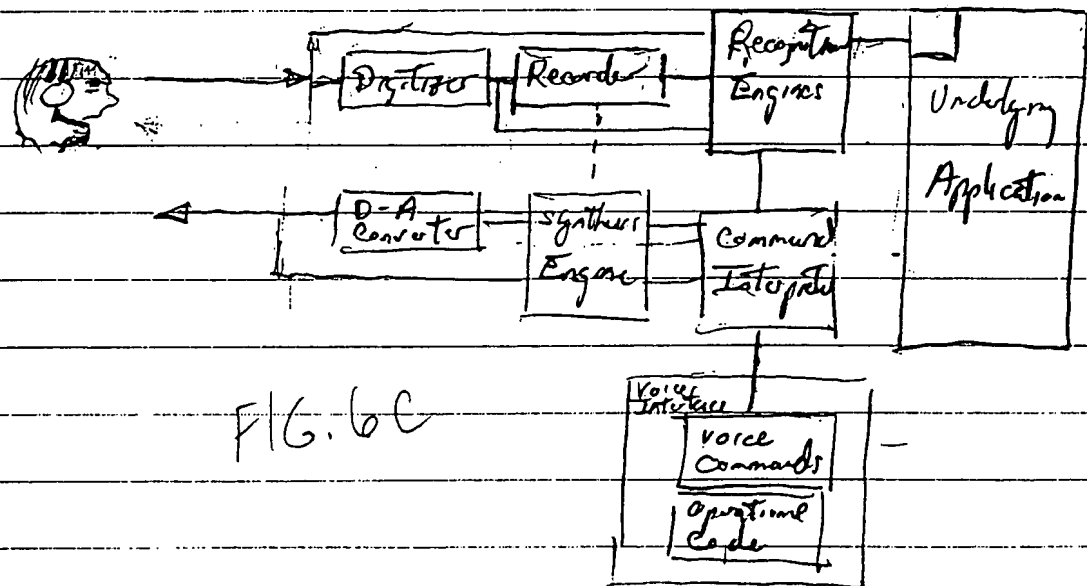 Digitizer
Recorder
Recognition
Engines
Underlying
Application
D-A
Converter
Synthesis
Engine
Command
Interpreter
FIG. 6C
Voice
Interface
Voice
Commands
Operational
Code